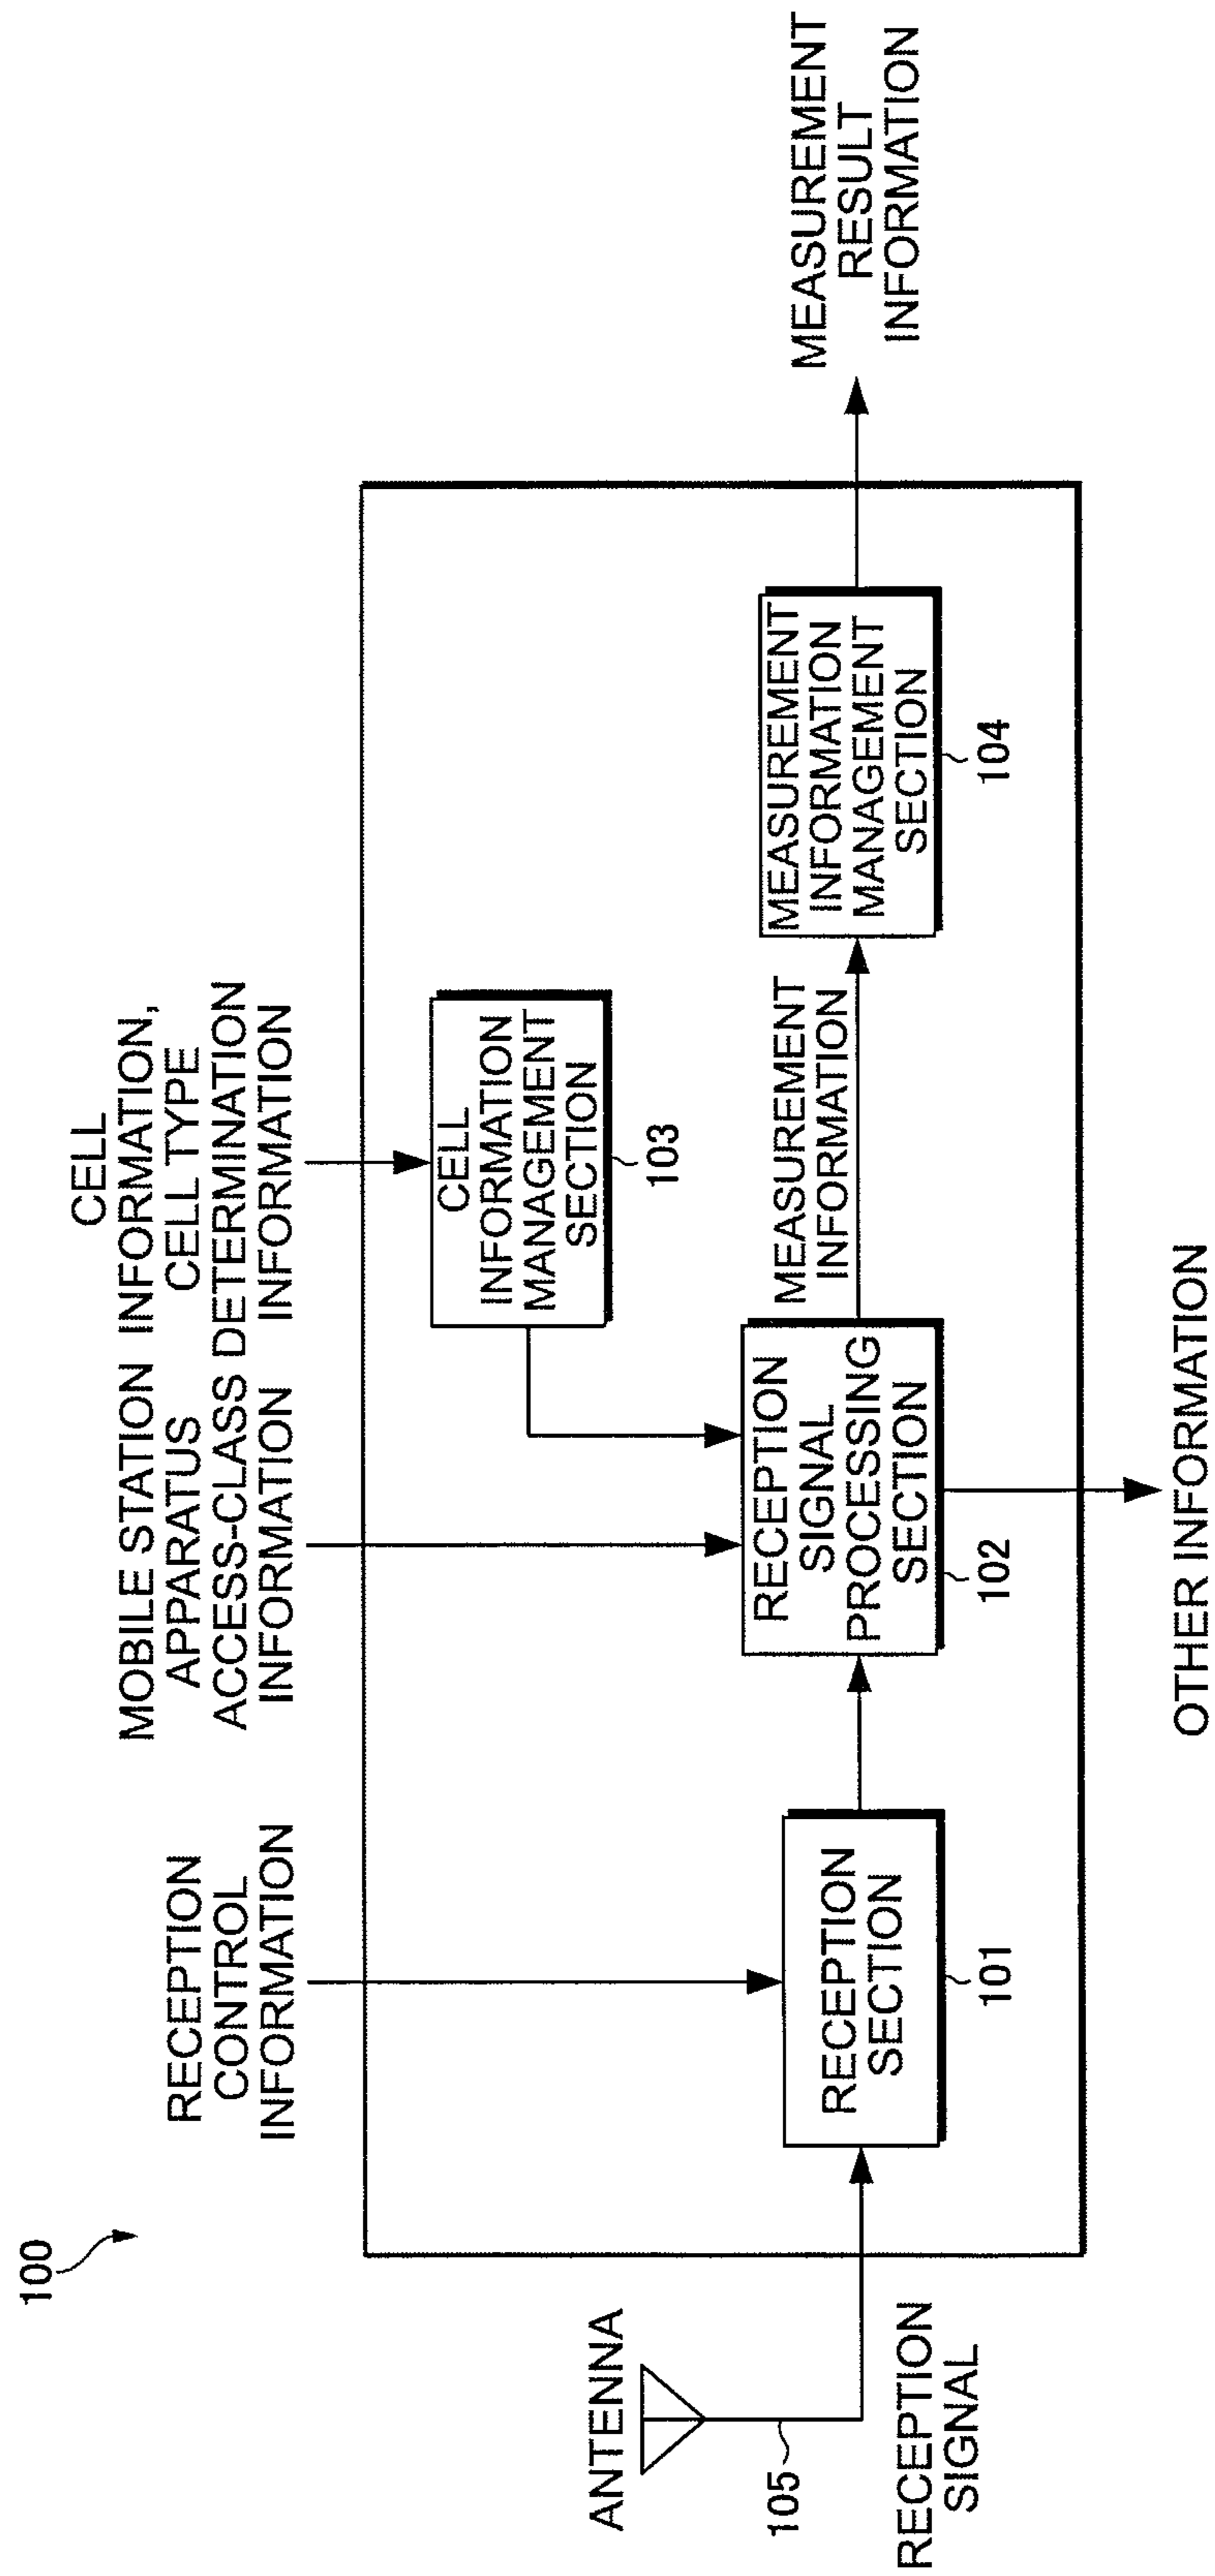 100
RECEPTION
CONTROL
INFORMATION
MOBILE STATION
APPARATUS
ACCESS-CLASS
INFORMATION
CELL
INFORMATION,
CELL TYPE
DETERMINATION
INFORMATION
ANTENNA
105
RECEPTION
SIGNAL
RECEPTION
SECTION
101
RECEPTION
SIGNAL
PROCESSING
SECTION
102
CELL
INFORMATION
MANAGEMENT
SECTION
103
MEASUREMENT
INFORMATION
MEASUREMENT
INFORMATION
MANAGEMENT
SECTION
104
MEASUREMENT
RESULT
INFORMATION
OTHER INFORMATION